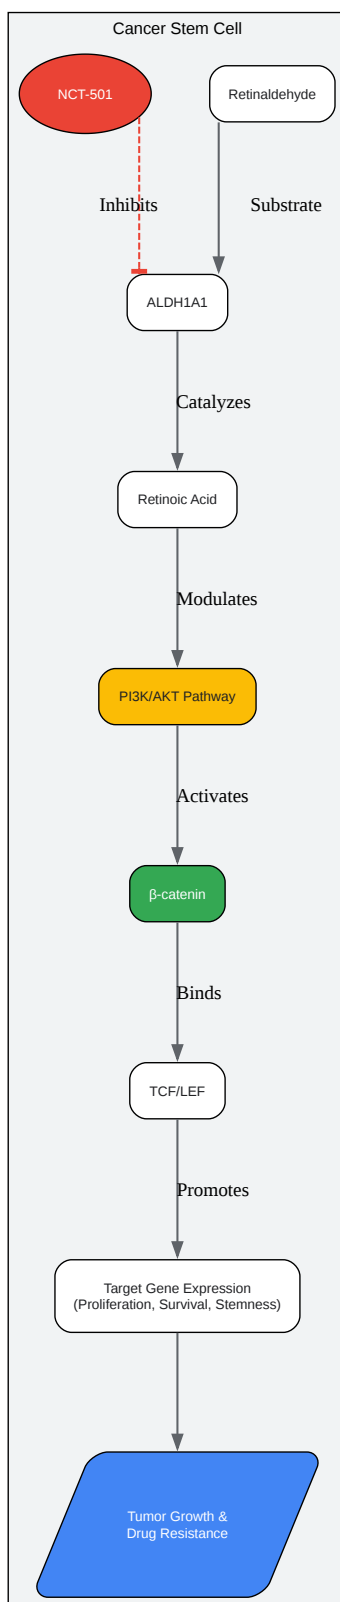 Cancer Stem Cell
NCT-501
Retinaldehyde
Inhibits
Substrate
ALDH1A1
Catalyzes
Retinoic Acid
Modulates
PI3K/AKT Pathway
Activates
β-catenin
Binds
TCF/LEF
Promotes
Target Gene Expression
(Proliferation, Survival, Stemness)
Tumor Growth &
Drug Resistance